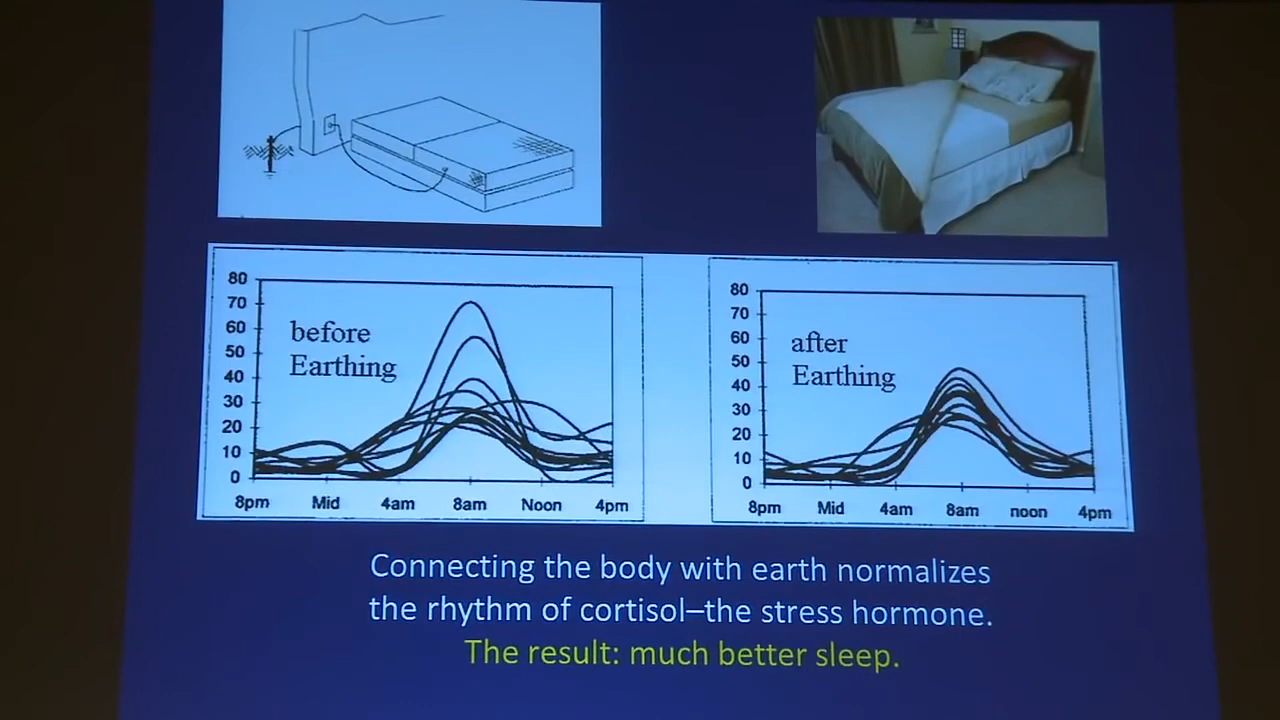 80
70
60
50
40
30
20
10
0
before
Earthing
8pm Mid 4am 8am Noon 4pm
80
70
60
50
40
30
20
10
0
after
Earthing
8pm Mid 4am 8am noon 4pm
Connecting the body with earth normalizes
the rhythm of cortisol–the stress hormone.
The result: much better sleep.